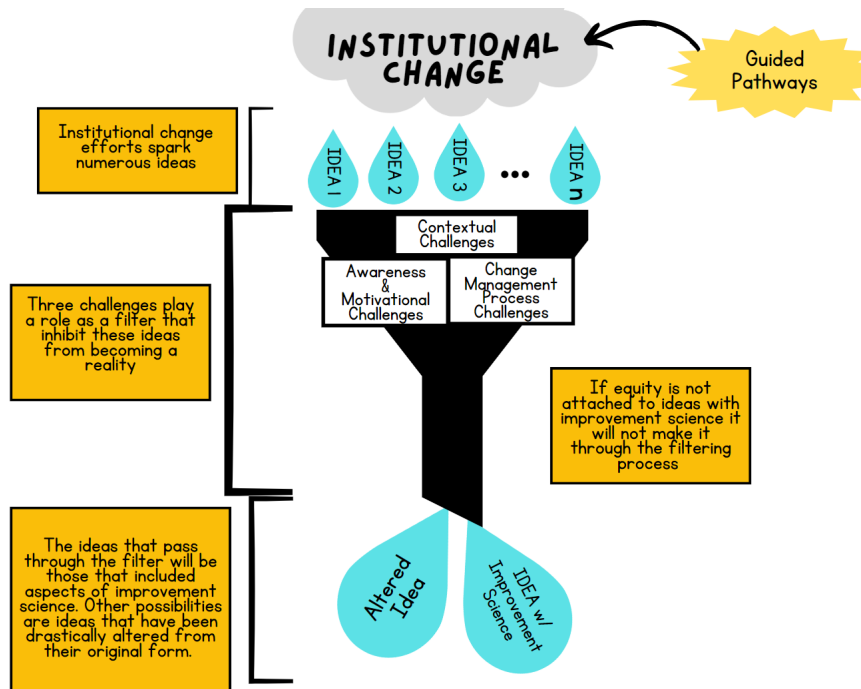 INSTITUTIONAL
CHANGE
Guided
Pathways
Institutional change
efforts spark
numerous ideas
IDEA 1
IDEA 2
IDEA 3
...
IDEA n
Contextual
Challenges
Awareness
&
Motivational
Challenges
Change
Management
Process
Challenges
Three challenges play
a role as a filter that
inhibit these ideas
from becoming a
reality
If equity is not
attached to ideas with
improvement science it
will not make it
through the filtering
process
The ideas that pass
through the filter will be
those that included
aspects of improvement
science. Other possibilities
are ideas that have been
drastically altered from
their original form.
Altered
Idea
IDEA w/
Improvement
Science